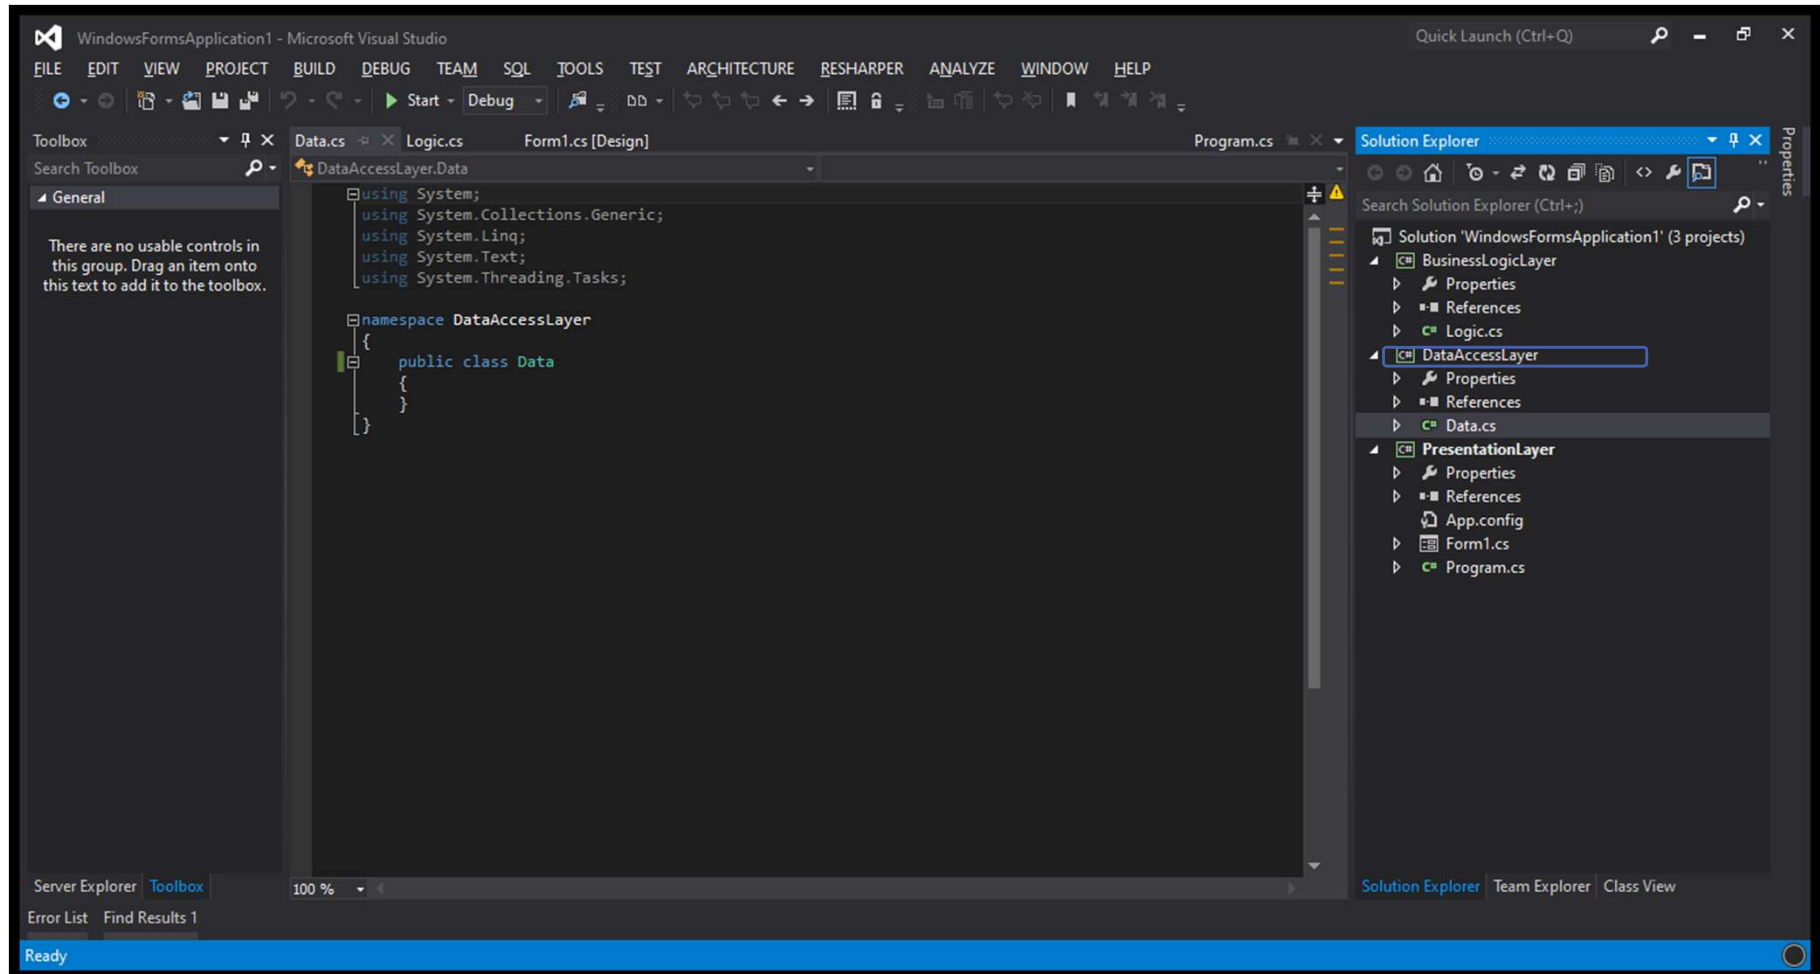 WindowsFormsApplication1 - Microsoft Visual Studio
Quick Launch (Ctrl+Q)
FILE EDIT VIEW PROJECT BUILD DEBUG TEAM SQL TOOLS TEST ARCHITECTURE RESHARPER ANALYZE WINDOW HELP
Start Debug
Toolbox
Search Toolbox
General
There are no usable controls in
this group. Drag an item onto
this text to add it to the toolbox.
Server Explorer Toolbox
Data.cs Logic.cs Form1.cs [Design] Program.cs
DataAccessLayer.Data
using System;
using System.Collections.Generic;
using System.Linq;
using System.Text;
using System.Threading.Tasks;
namespace DataAccessLayer
{
public class Data
{
}
}
100 %
Solution Explorer
Search Solution Explorer (Ctrl+;)
Solution 'WindowsFormsApplication1' (3 projects)
C# BusinessLogicLayer
Properties
References
C# Logic.cs
C# DataAccessLayer
Properties
References
C# Data.cs
C# PresentationLayer
Properties
References
App.config
Form1.cs
C# Program.cs
Solution Explorer Team Explorer Class View
Properties
Error List Find Results 1
Ready